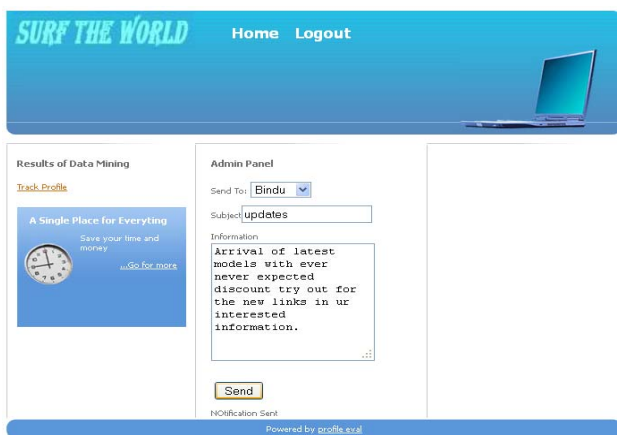 SURF THE WORLD
Home Logout
Results of Data Mining
Track Profile
A Single Place for Everyting
Save your time and
money
...Go for more
Admin Panel
Send To: Bindu
Subject updates
Information
Arrival of latest
models with ever
never expected
discount try out for
the new links in ur
interested
information.
Send
NOtification Sent
Powered by profile eval